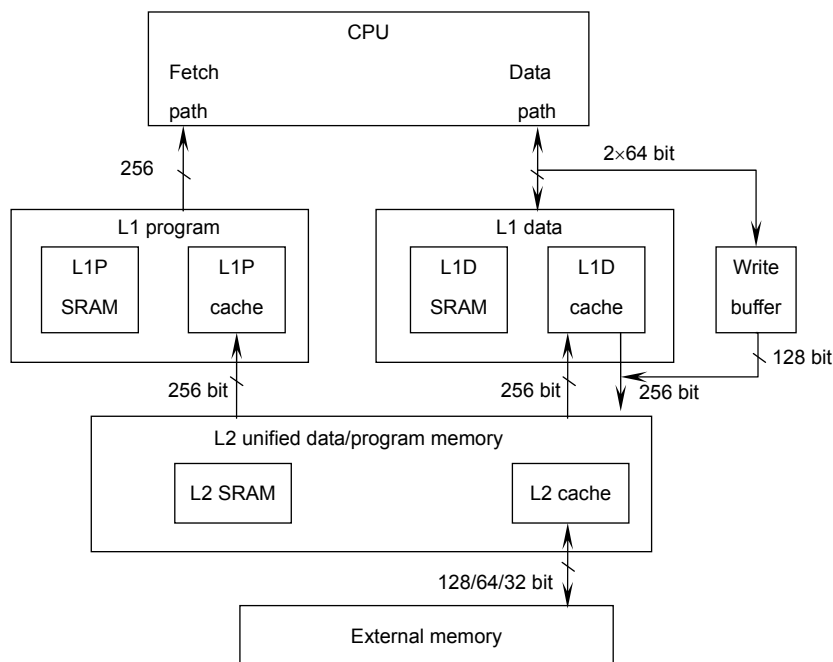 CPU
Fetch
path
Data
path
256
2×64 bit
L1 program
L1P
SRAM
L1P
cache
L1 data
L1D
SRAM
L1D
cache
Write
buffer
128 bit
256 bit
256 bit
256 bit
L2 unified data/program memory
L2 SRAM
L2 cache
128/64/32 bit
External memory